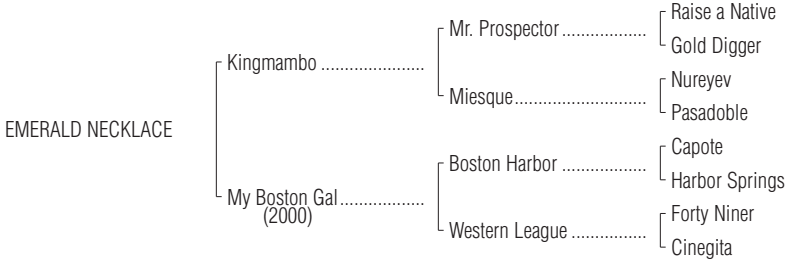 Raise a Native
Mr. Prospector ..................
Gold Digger
Kingmambo ......................
Nureyev
Miesque............................
Pasadoble
EMERALD NECKLACE
Capote
Boston Harbor ..................
Harbor Springs
My Boston Gal..................
(2000)
Forty Niner
Western League ................
Cinegita